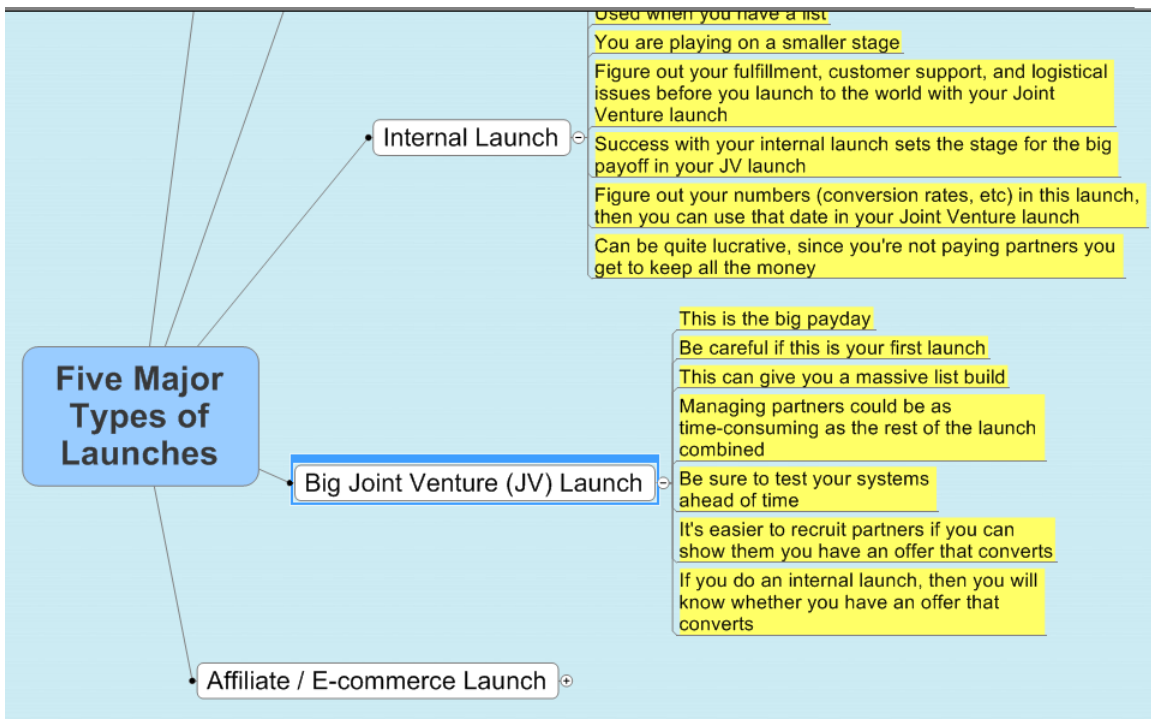 Used when you have a list
You are playing on a smaller stage
Figure out your fulfillment, customer support, and logistical
issues before you launch to the world with your Joint
Venture launch
Internal Launch
Success with your internal launch sets the stage for the big
payoff in your JV launch
Figure out your numbers (conversion rates, etc) in this launch,
then you can use that date in your Joint Venture launch
Can be quite lucrative, since you're not paying partners you
get to keep all the money
Five Major
Types of
Launches
This is the big payday
Be careful if this is your first launch
This can give you a massive list build
Managing partners could be as
time-consuming as the rest of the launch
combined
Big Joint Venture (JV) Launch
Be sure to test your systems
ahead of time
It's easier to recruit partners if you can
show them you have an offer that converts
If you do an internal launch, then you will
know whether you have an offer that
converts
Affiliate / E-commerce Launch